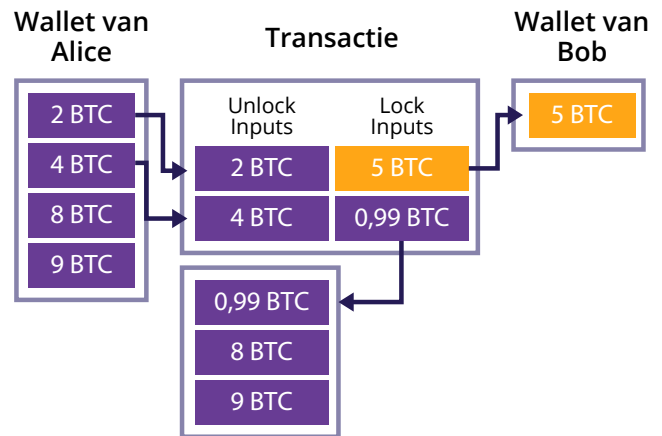 Wallet van
Alice
Transactie
Wallet van
Bob
2 BTC
4 BTC
8 BTC
9 BTC
Unlock
Inputs
Lock
Inputs
2 BTC
5 BTC
4 BTC
0,99 BTC
5 BTC
0,99 BTC
8 BTC
9 BTC